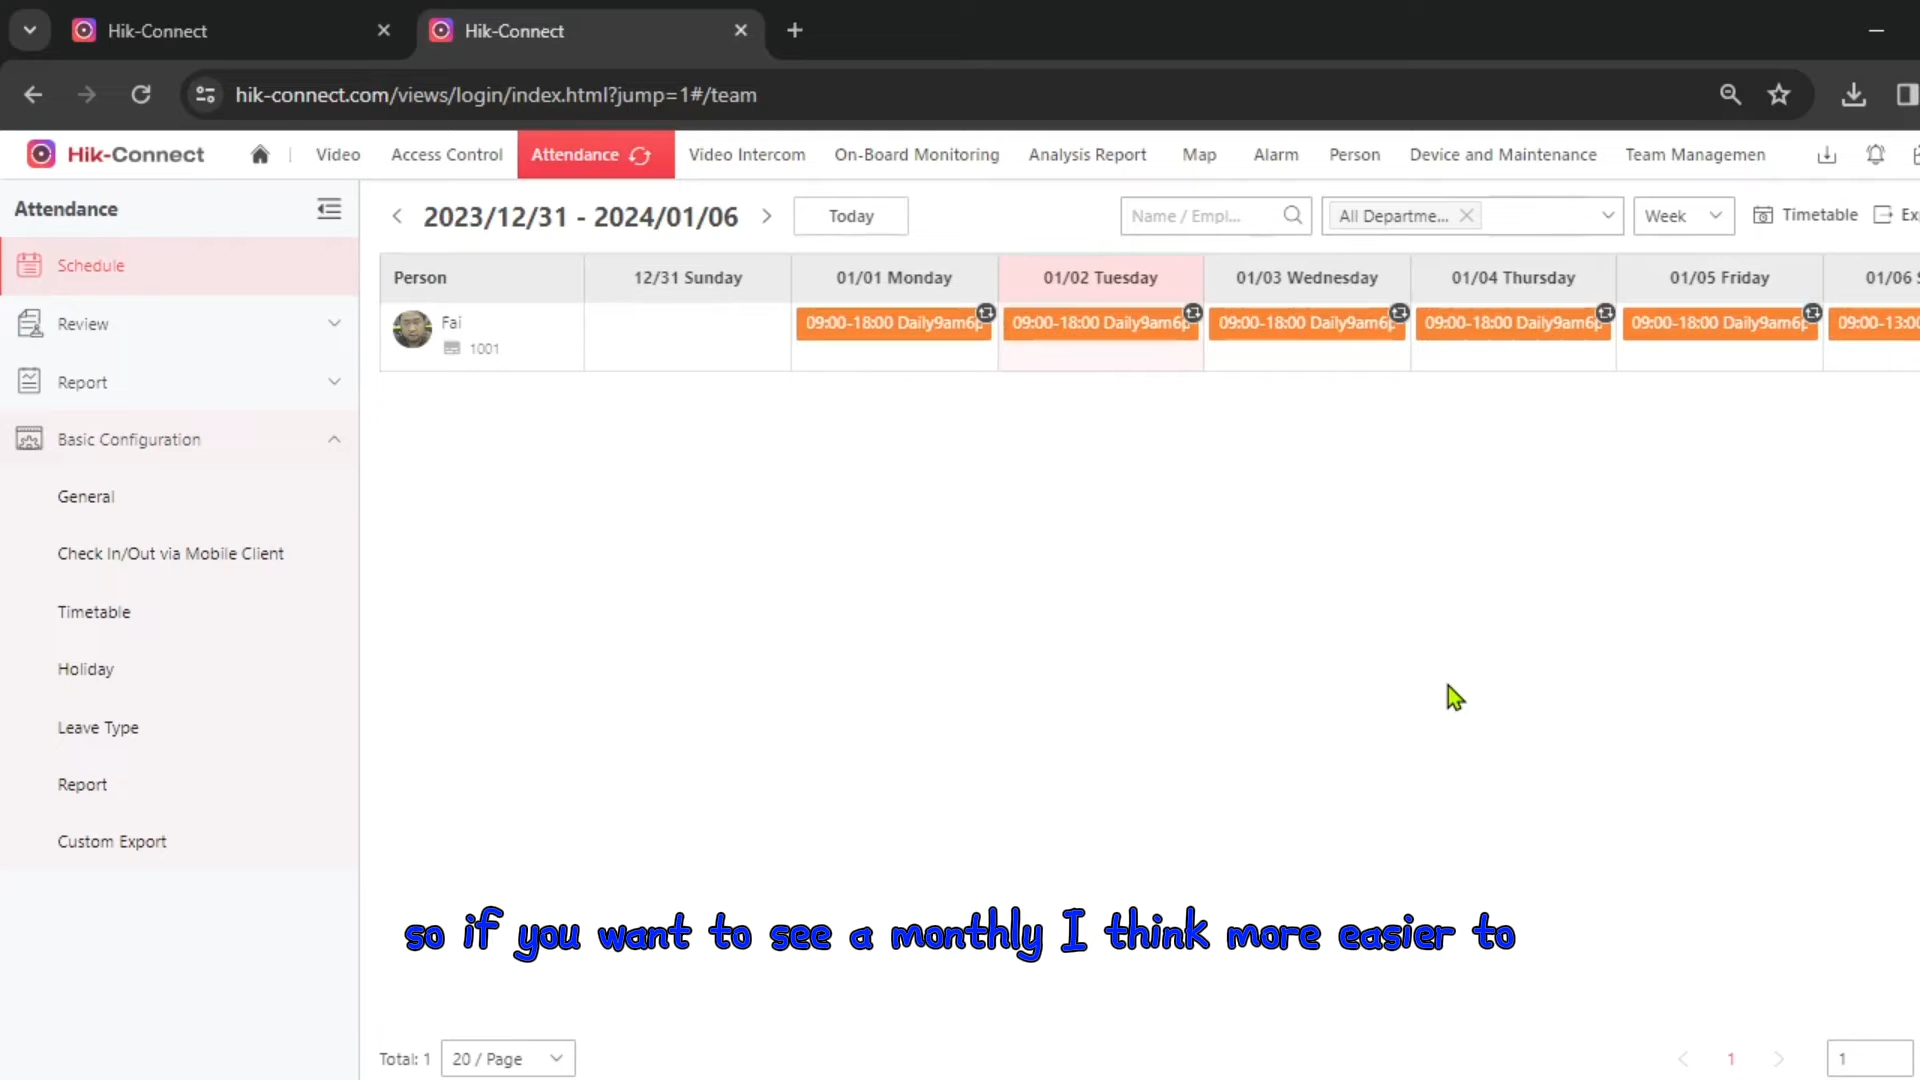 Hik-Connect
Hik-Connect
hik-connect.com/views/login/index.html?jump=1#/team
Hik-Connect
Video
Access Control
Attendance
Video Intercom
On-Board Monitoring
Analysis Report
Map
Alarm
Person
Device and Maintenance
Team Managemen
Attendance
Schedule
Review
Report
Basic Configuration
General
Check In/Out via Mobile Client
Timetable
Holiday
Leave Type
Report
Custom Export
2023/12/31 - 2024/01/06
Today
Name / Empl...
All Departme...
Week
Timetable
Person
12/31 Sunday
01/01 Monday
01/02 Tuesday
01/03 Wednesday
01/04 Thursday
01/05 Friday
01/06
Fai
1001
09:00-18:00 Daily9am6p
09:00-18:00 Daily9am6p
09:00-18:00 Daily9am6p
09:00-18:00 Daily9am6p
09:00-18:00 Daily9am6p
09:00-13:00
so if you want to see a monthly I think more easier to
Total: 1
20 / Page
1
1